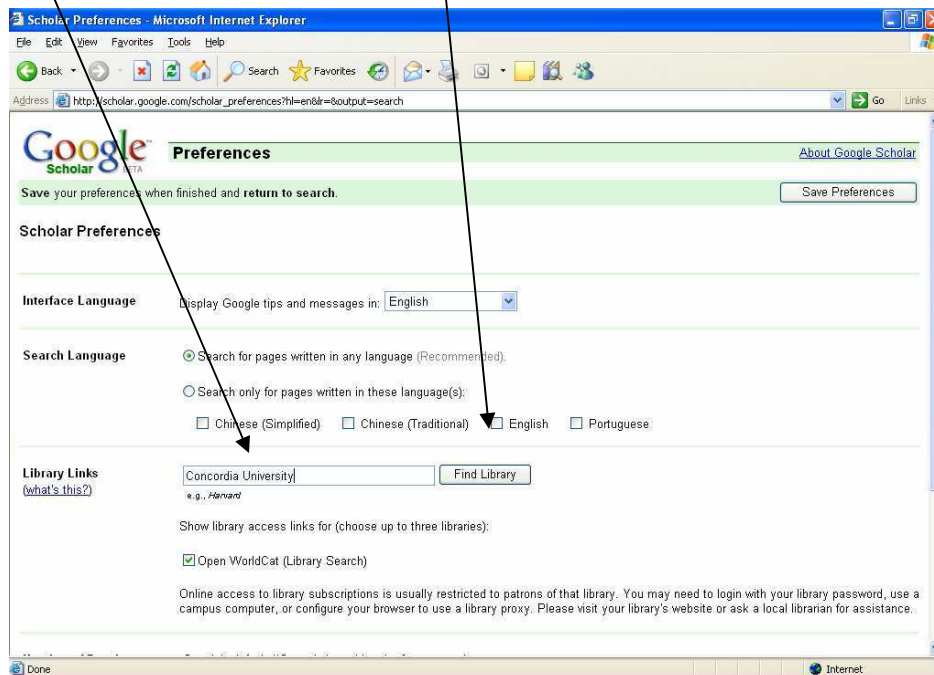 Scholar Preferences - Microsoft Internet Explorer
File Edit View Favorites Tools Help
Back Search Favorites
Address http://scholar.google.com/scholar_preferences?hl=en&lr=&output=search Go Links
Google Scholar BETA
Preferences About Google Scholar
Save your preferences when finished and return to search. Save Preferences
Scholar Preferences
Interface Language Display Google tips and messages in: English
Search Language Search for pages written in any language (Recommended).
Search only for pages written in these language(s):
Chinese (Simplified) Chinese (Traditional) English Portuguese
Library Links Concordia University Find Library
(what's this?) e.g., Harvard
Show library access links for (choose up to three libraries):
Open WorldCat (Library Search)
Online access to library subscriptions is usually restricted to patrons of that library. You may need to login with your library password, use a
campus computer, or configure your browser to use a library proxy. Please visit your library's website or ask a local librarian for assistance.
Done Internet